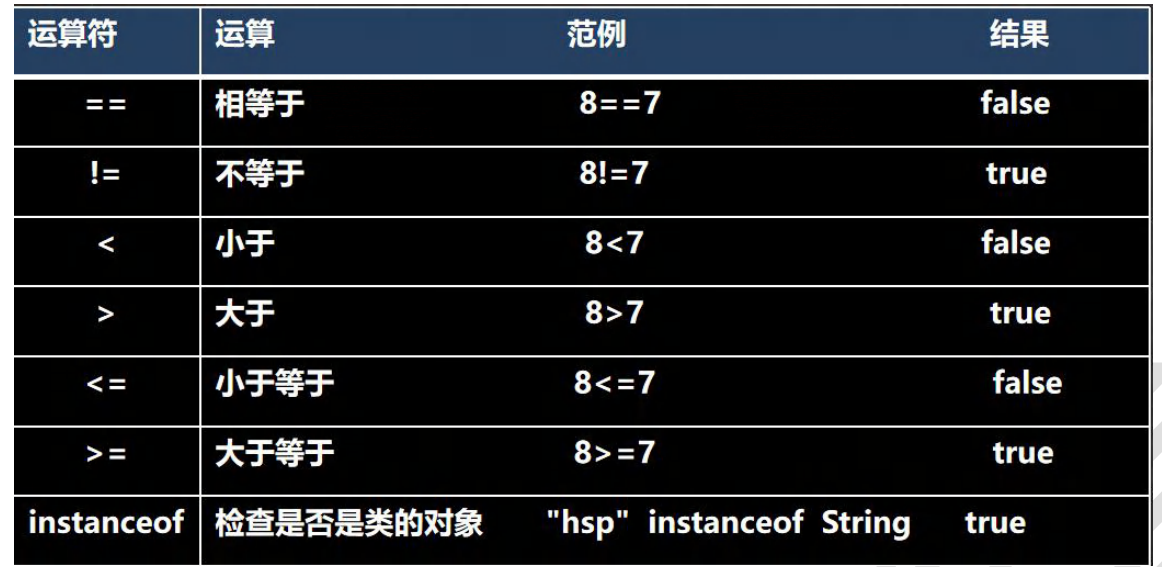 运算符 运算 范例 结果
== 相等于 8==7 false
!= 不等于 8!=7 true
< 小于 8<7 false
> 大于 8>7 true
<= 小于等于 8<=7 false
>= 大于等于 8>=7 true
instanceof 检查是否是类的对象 "hsp" instanceof String true